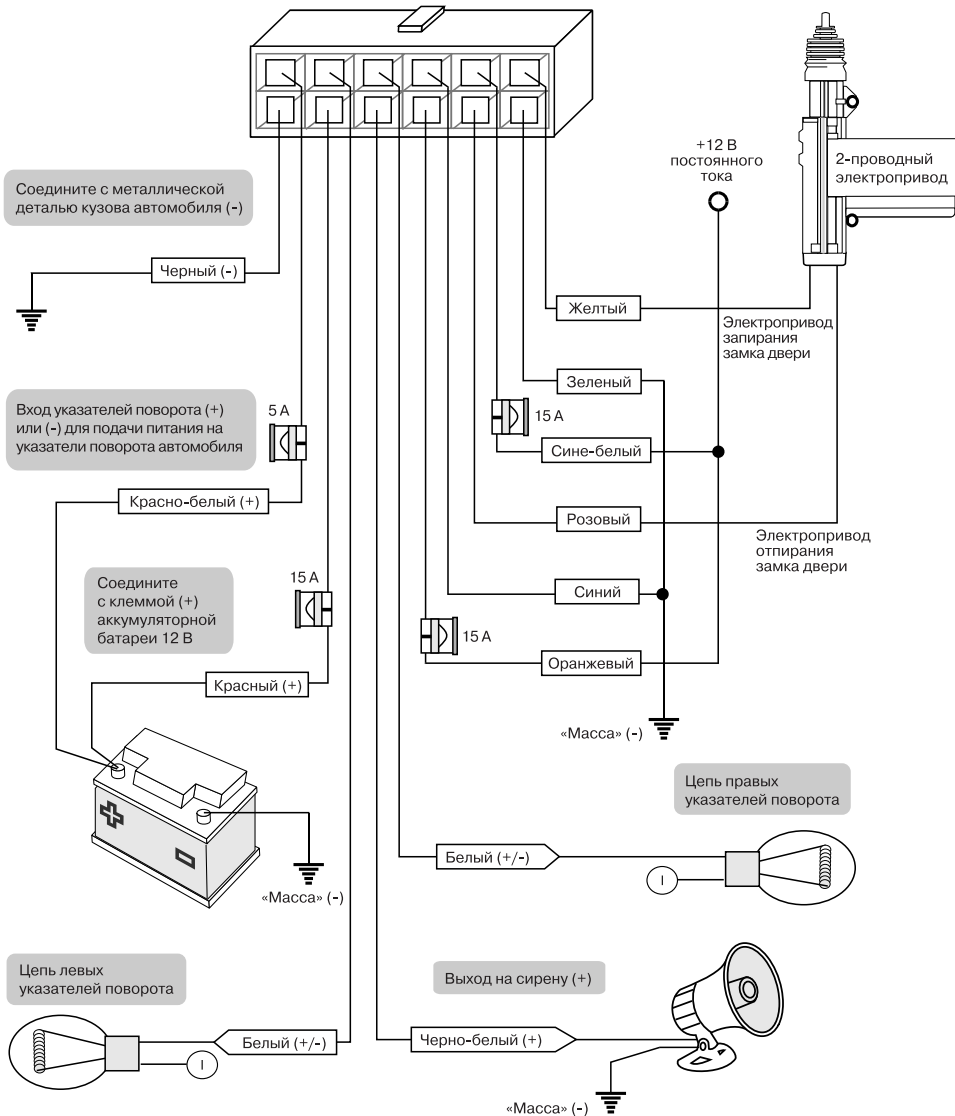 +12 В
постоянного
тока
2-проводный
электропривод
Соедините с металлической
деталью кузова автомобиля (-)
Черный (-)
Желтый
Электропривод
запирания
замка двери
Зеленый
Вход указателей поворота (+)
или (-) для подачи питания на
указатели поворота автомобиля
5 А
15 А
Сине-белый
Красно-белый (+)
Розовый
Электропривод
отпирания
замка двери
Соедините
с клеммой (+)
аккумуляторной
батареи 12 В
15 А
Синий
15 А
Оранжевый
Красный (+)
«Масса» (-)
Цепь правых
указателей поворота
Белый (+/-)
I
«Масса» (-)
Цепь левых
указателей поворота
Выход на сирену (+)
Белый (+/-)
I
Черно-белый (+)
«Масса» (-)